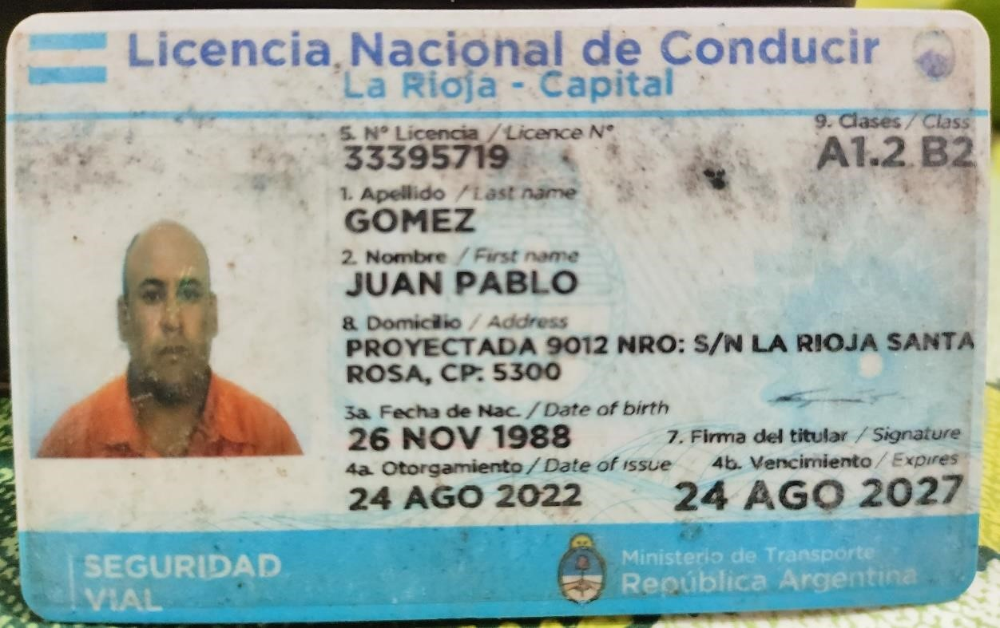 Licencia Nacional de Conducir
La Rioja - Capital
5. Nº Licencia / Licence Nº
33395719
9. Clases / Class
A1.2 B2
1. Apellido / Last name
GOMEZ
2. Nombre / First name
JUAN PABLO
8. Domicilio / Address
PROYECTADA 9012 NRO: S/N LA RIOJA SANTA
ROSA, CP: 5300
3a. Fecha de Nac. / Date of birth
26 NOV 1988
7. Firma del titular / Signature
4a. Otorgamiento / Date of issue
24 AGO 2022
4b. Vencimiento / Expires
24 AGO 2027
SEGURIDAD
VIAL
Ministerio de Transporte
República Argentina